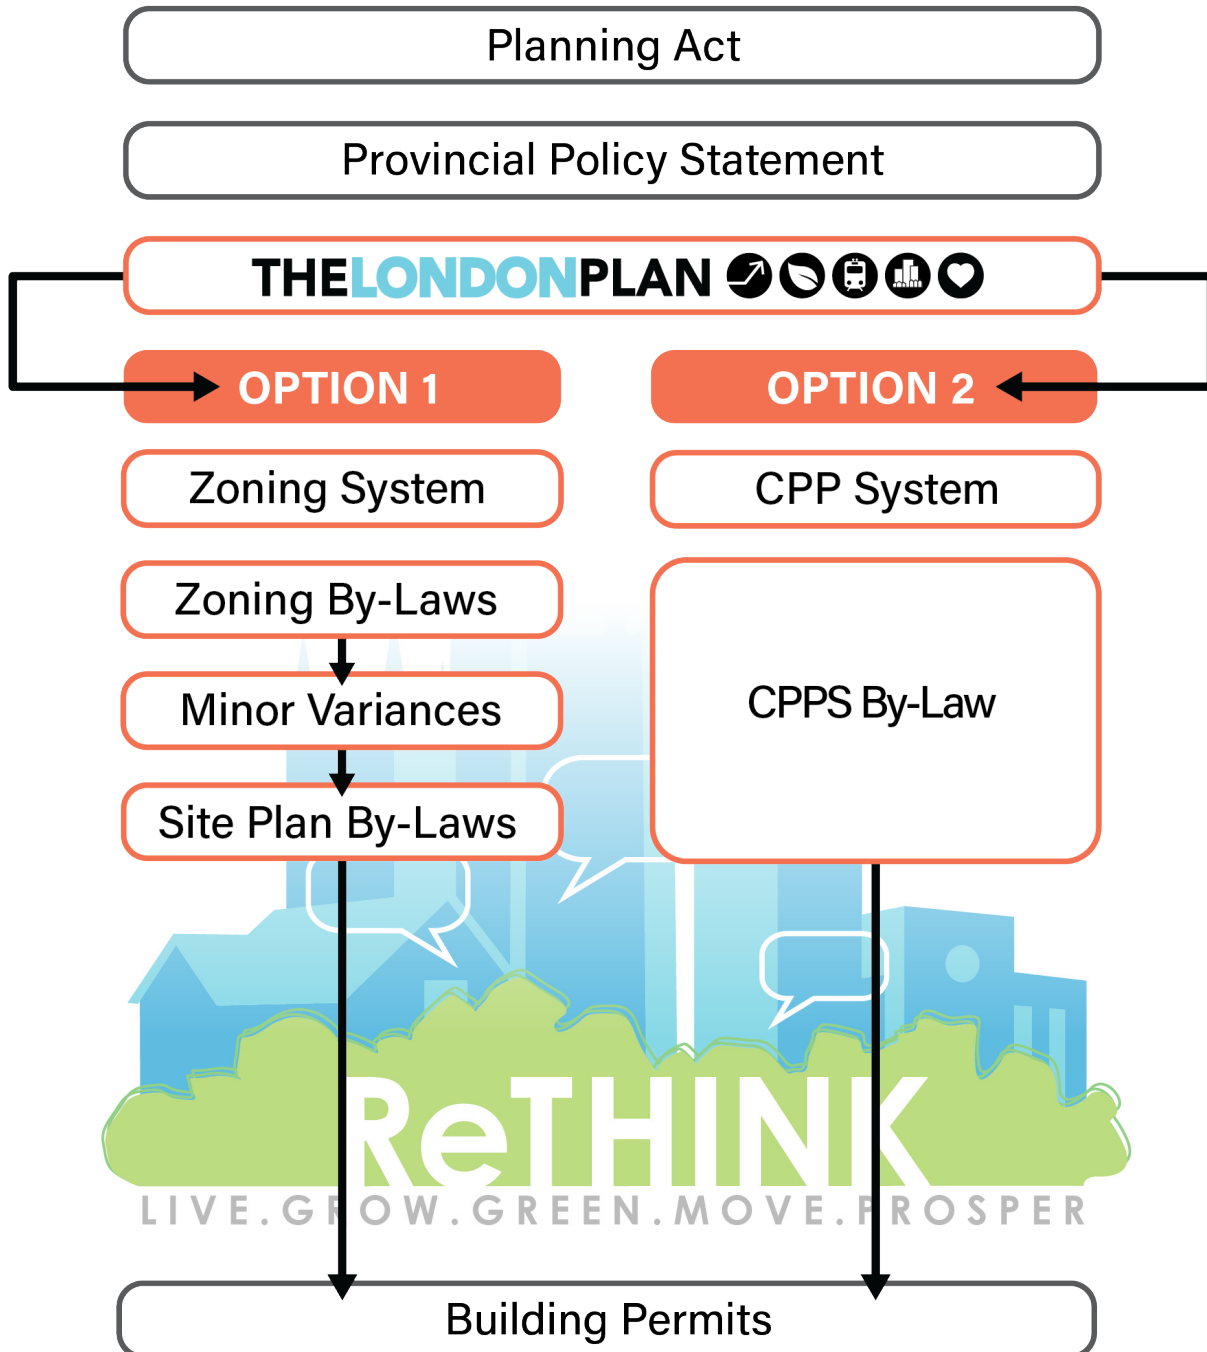 Planning Act
Provincial Policy Statement
THELONDONPLAN
OPTION 1
OPTION 2
Zoning System
CPP System
Zoning By-Laws
Minor Variances
CPPS By-Law
Site Plan By-Laws
ReTHINK
LIVE.GROW.GREEN.MOVE.PROSPER
Building Permits